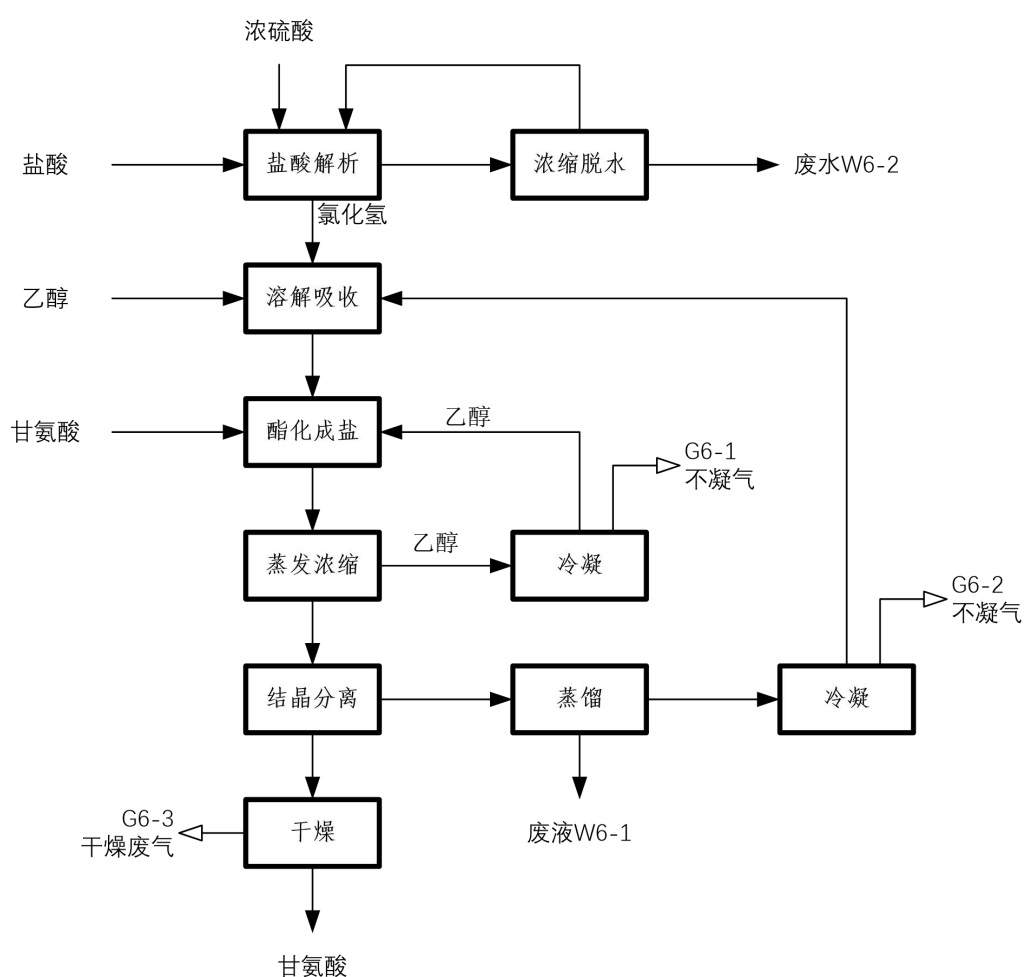 浓硫酸
盐酸
盐酸解析
浓缩脱水
废水W6-2
氯化氢
乙醇
溶解吸收
甘氨酸
酯化成盐
乙醇
G6-1
不凝气
蒸发浓缩
乙醇
冷凝
G6-2
不凝气
结晶分离
蒸馏
冷凝
G6-3
干燥废气
干燥
废液W6-1
甘氨酸